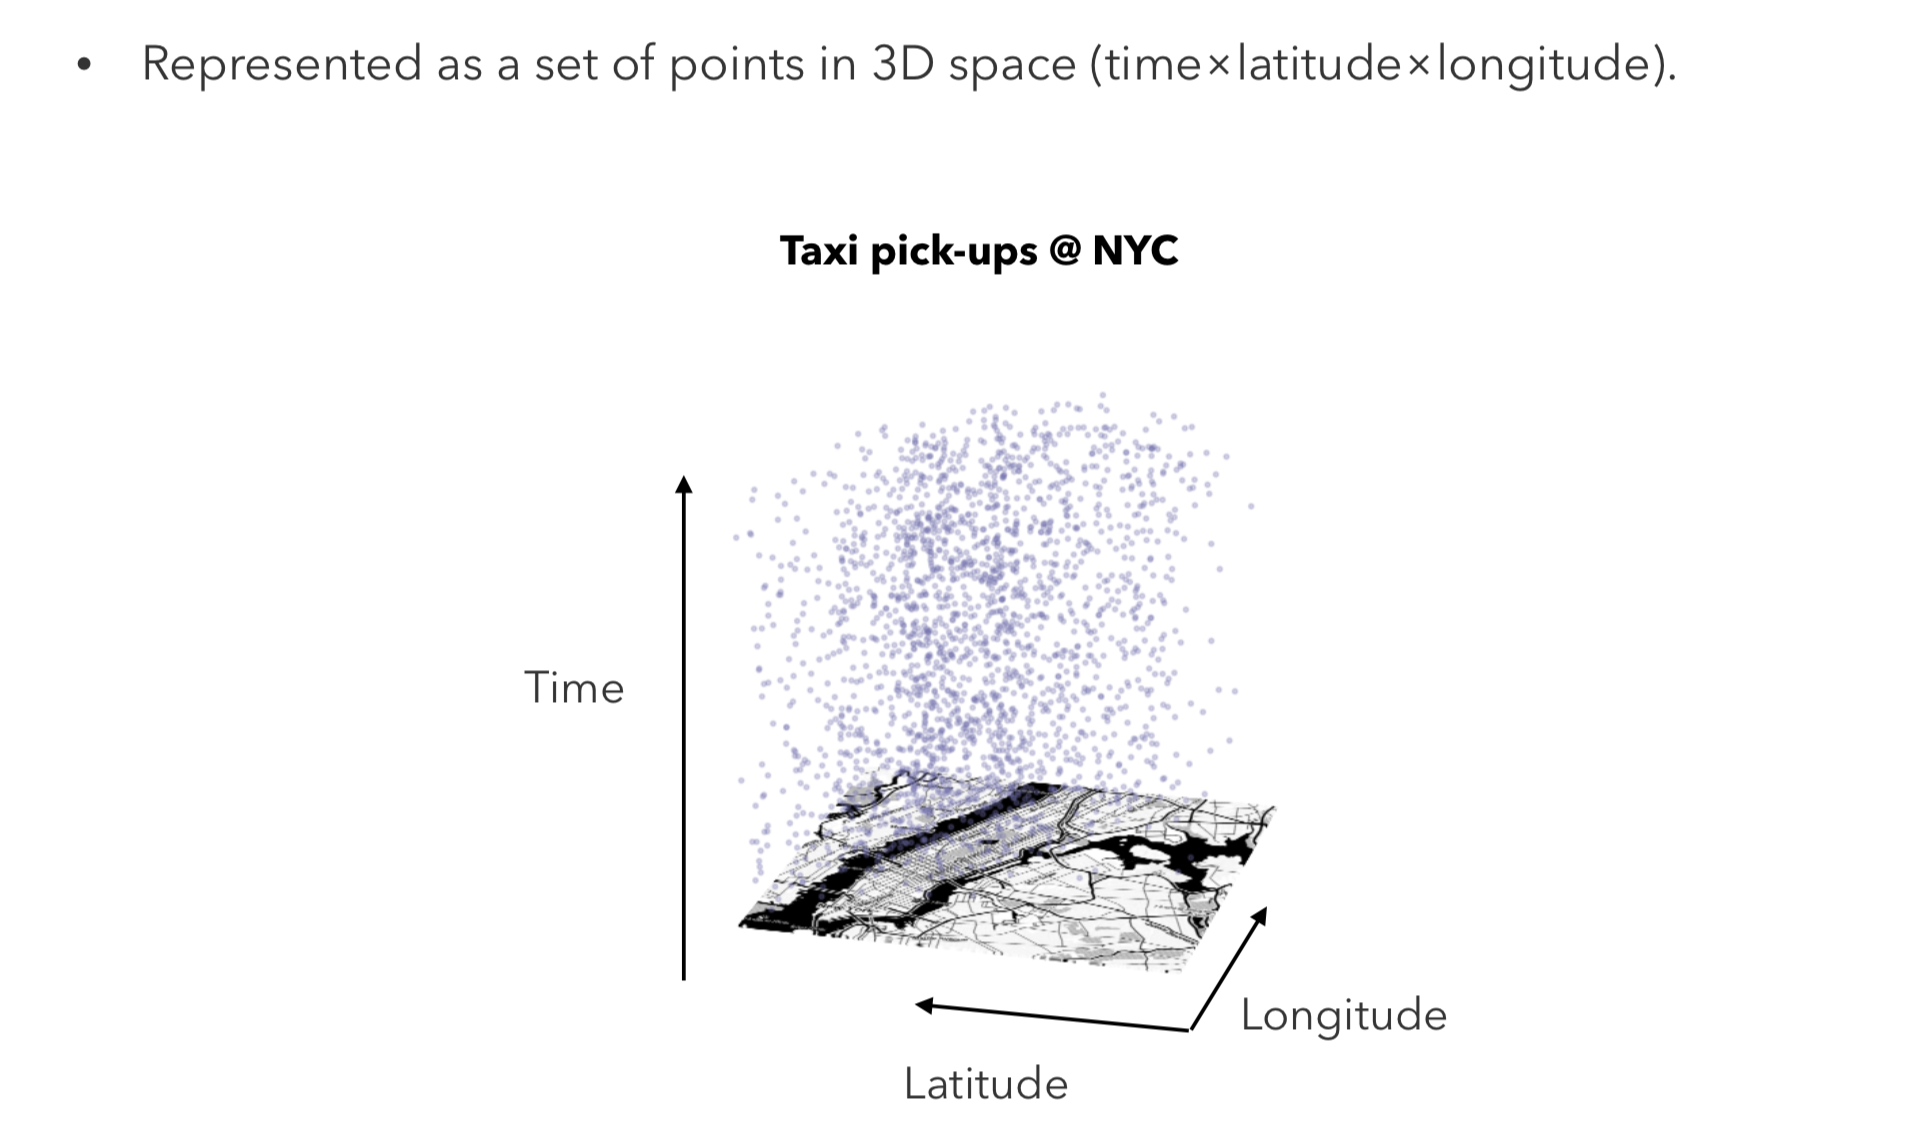 • Represented as a set of points in 3D space (time×latitude×longitude).
Taxi pick-ups @ NYC
Time
Longitude
Latitude